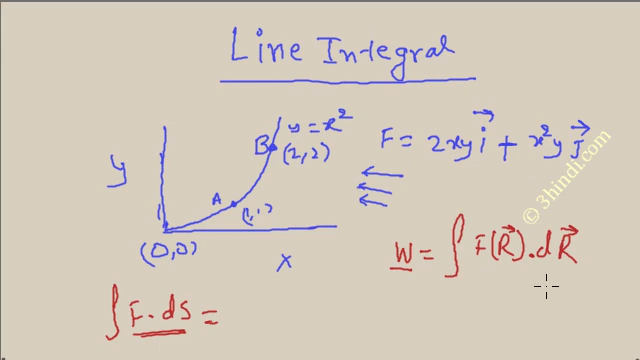 Line Integral
y = x²
B
(2,2)
F = 2xy i⃗ + x²y j⃗
y
A
(1,1)
(0,0)
x
W = ∫ F(R⃗).dR⃗
∫ F.ds =
© 3hindi.com